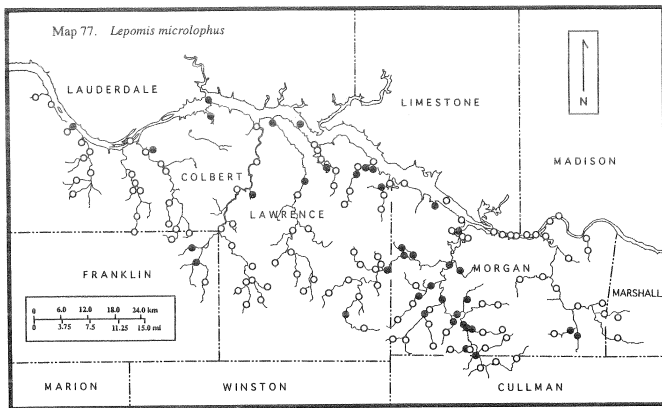 Map 77. Lepomis microlophus
LAUDERDALE
LIMESTONE
N
MADISON
COLBERT
LAWRENCE
FRANKLIN
MORGAN
MARSHALL
0 6.0 12.0 18.0 24.0 km
0 3.75 7.5 11.25 15.0 mi
MARION
WINSTON
CULLMAN